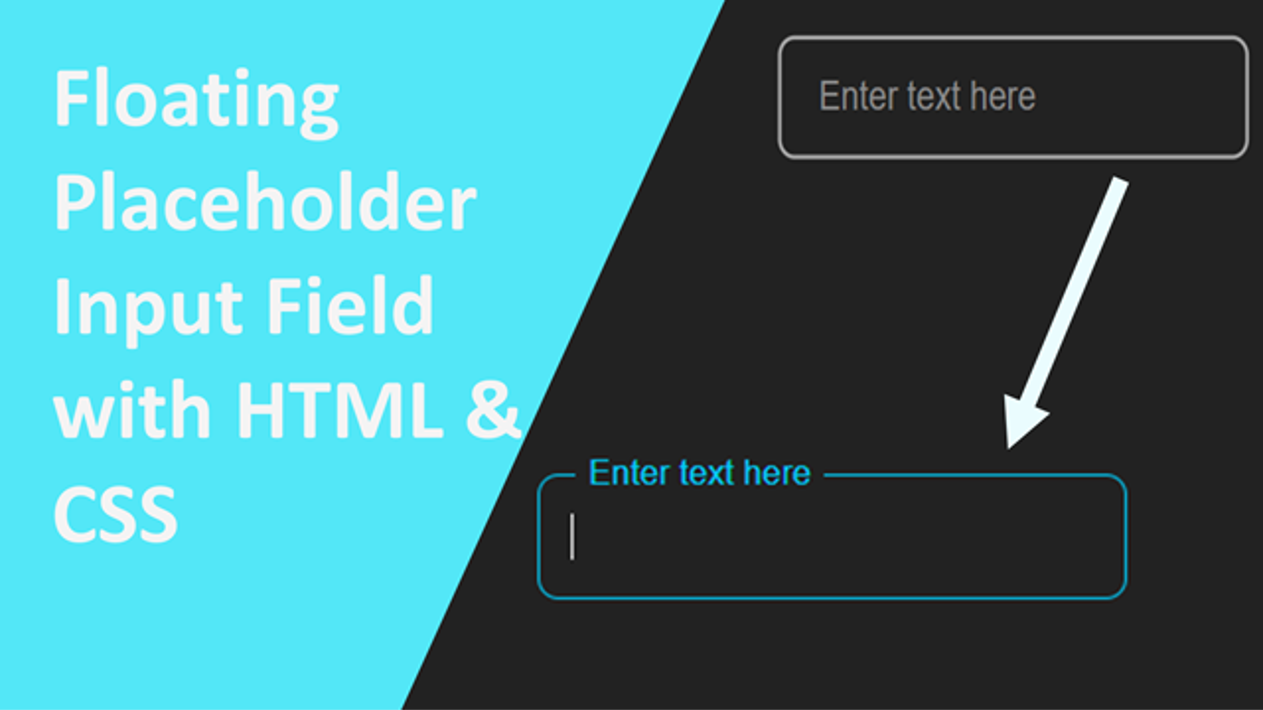 Floating
Placeholder
Input Field
with HTML &
CSS
Enter text here
Enter text here